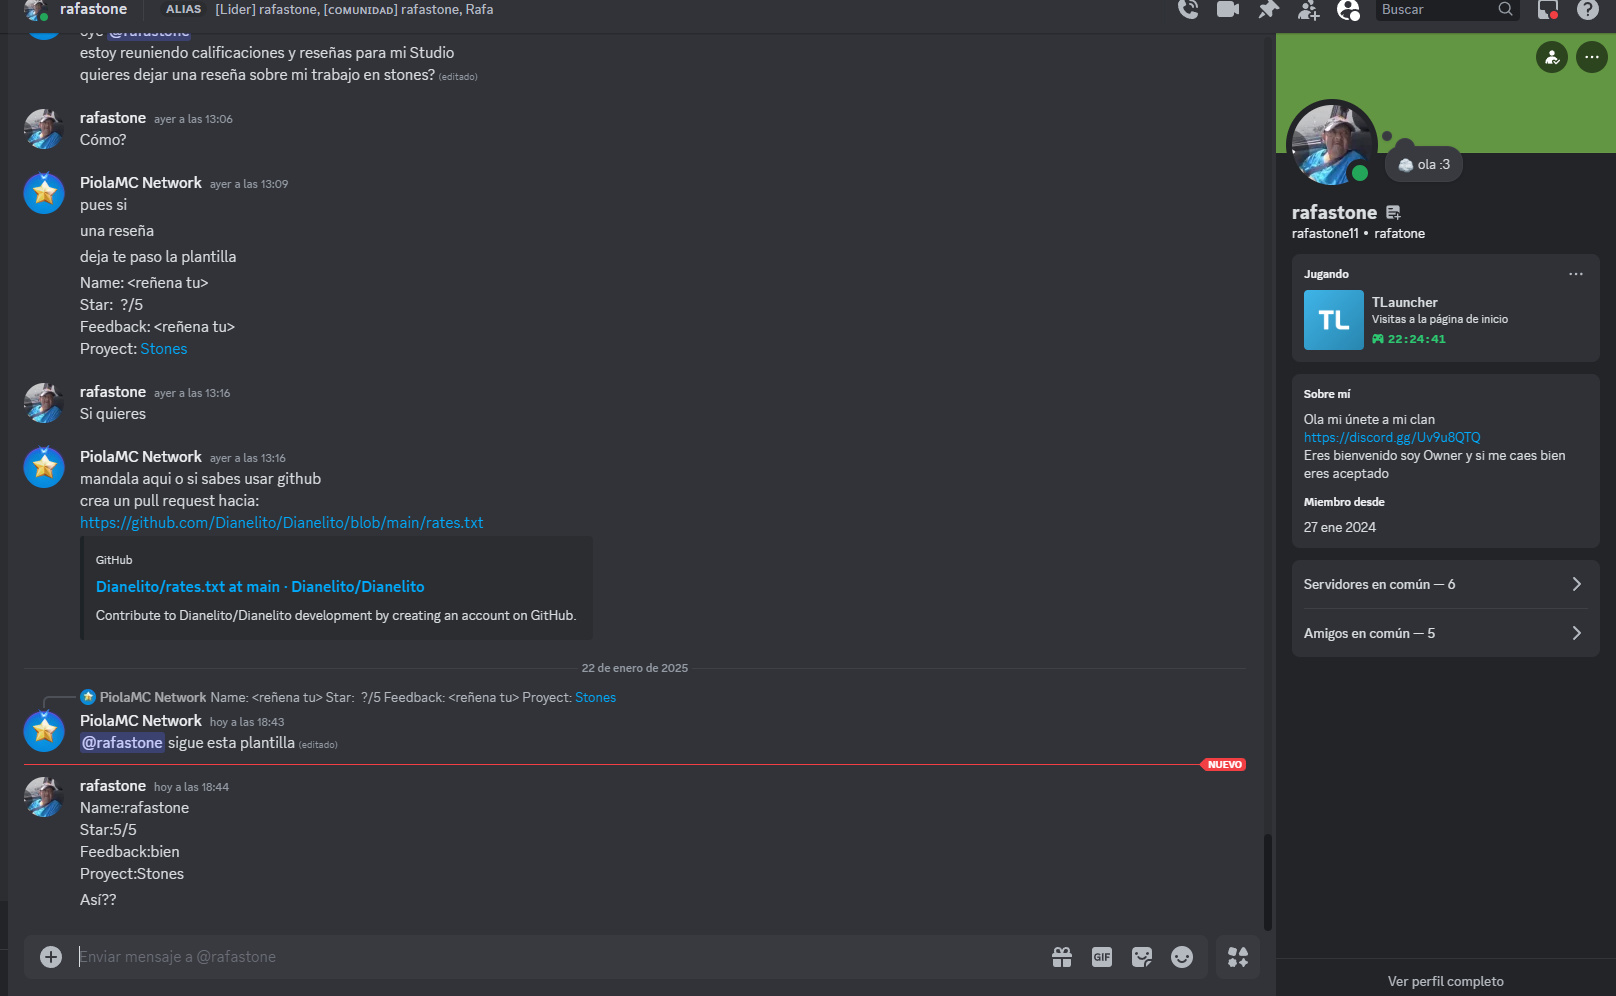 rafastone
ALIAS
[Lider] rafastone, [ᴄᴏᴍᴜɴɪᴅᴀᴅ] rafastone, Rafa
Buscar
oye @rafastone
estoy reuniendo calificaciones y reseñas para mi Studio
quieres dejar una reseña sobre mi trabajo en stones? (editado)
rafastone ayer a las 13:06
Cómo?
PiolaMC Network ayer a las 13:09
pues si
una reseña
deja te paso la plantilla
Name: <reñena tu>
Star:  ?/5
Feedback: <reñena tu>
Proyect: Stones
rafastone ayer a las 13:16
Si quieres
PiolaMC Network ayer a las 13:16
mandala aqui o si sabes usar github
crea un pull request hacia:
https://github.com/Dianelito/Dianelito/blob/main/rates.txt
GitHub
Dianelito/rates.txt at main · Dianelito/Dianelito
Contribute to Dianelito/Dianelito development by creating an account on GitHub.
22 de enero de 2025
PiolaMC Network Name: <reñena tu> Star:  ?/5 Feedback: <reñena tu> Proyect: Stones
PiolaMC Network hoy a las 18:43
@rafastone sigue esta plantilla (editado)
NUEVO
rafastone hoy a las 18:44
Name:rafastone
Star:5/5
Feedback:bien
Proyect:Stones
Así??
Enviar mensaje a @rafastone
GIF
ola :3
rafastone
rafastone11 • rafatone
Jugando
TL
TLauncher
Visitas a la página de inicio
22:24:41
Sobre mí
Ola mi únete a mi clan
https://discord.gg/Uv9u8QTQ
Eres bienvenido soy Owner y si me caes bien
eres aceptado
Miembro desde
27 ene 2024
Servidores en común — 6
Amigos en común — 5
Ver perfil completo